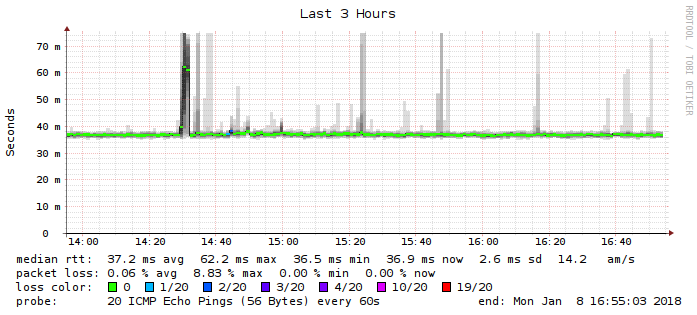 Last 3 Hours
RRDTOOL / TOBI OETIKER
Seconds
70 m
60 m
50 m
40 m
30 m
20 m
10 m
0
14:00 14:20 14:40 15:00 15:20 15:40 16:00 16:20 16:40
median rtt: 37.2 ms avg 62.2 ms max 36.5 ms min 36.9 ms now 2.6 ms sd 14.2 am/s
packet loss: 0.06 % avg 8.83 % max 0.00 % min 0.00 % now
loss color: 0 1/20 2/20 3/20 4/20 10/20 19/20
probe: 20 ICMP Echo Pings (56 Bytes) every 60s end: Mon Jan 8 16:55:03 2018